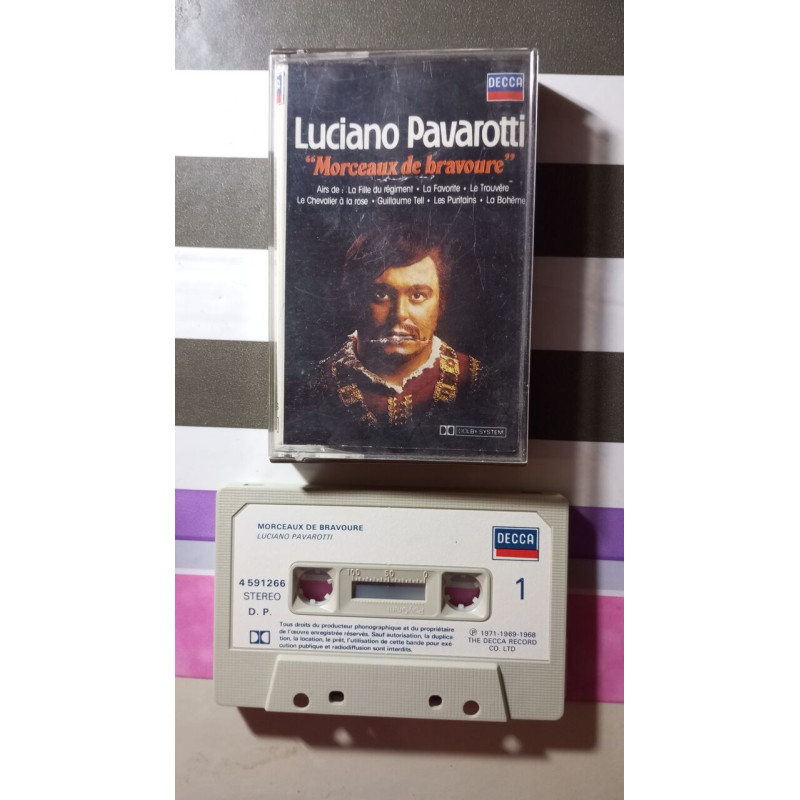 DECCA
Luciano Pavarotti
"Morceaux de bravoure"
Airs de : La Fille du régiment • La Favorite • Le Trouvère
Le Chevalier à la rose • Guillaume Tell • Les Puritains • La Bohème
DOLBY SYSTEM
MORCEAUX DE BRAVOURE
LUCIANO PAVAROTTI
DECCA
4 591266
STEREO
D. P.
100 50 0
1
Tous droits du producteur phonographique et du propriétaire
de l'œuvre enregistrée réservés. Sauf autorisation, la duplica-
tion, la location, le prêt, l'utilisation de cette bande pour exé-
cution publique et radiodiffusion sont interdits.
℗ 1971-1969-1968
THE DECCA RECORD
CO. LTD